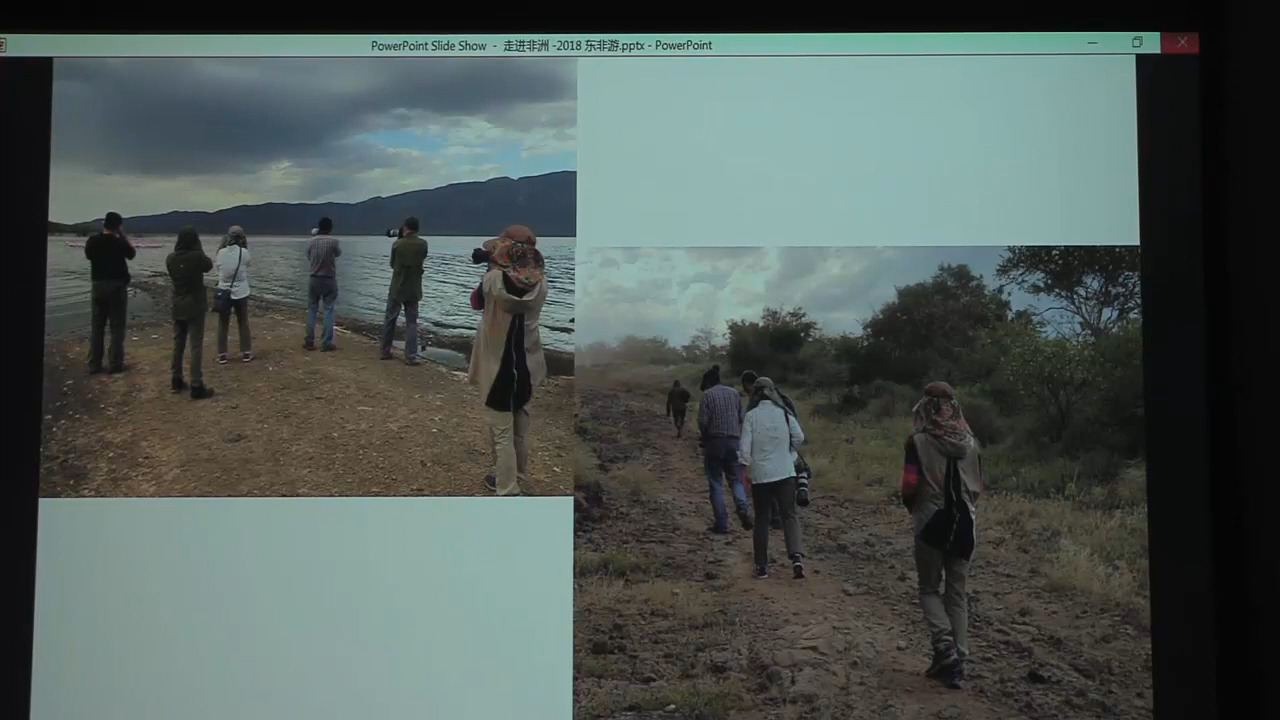 PowerPoint Slide Show - 走进非洲 -2018 东非游.pptx - PowerPoint